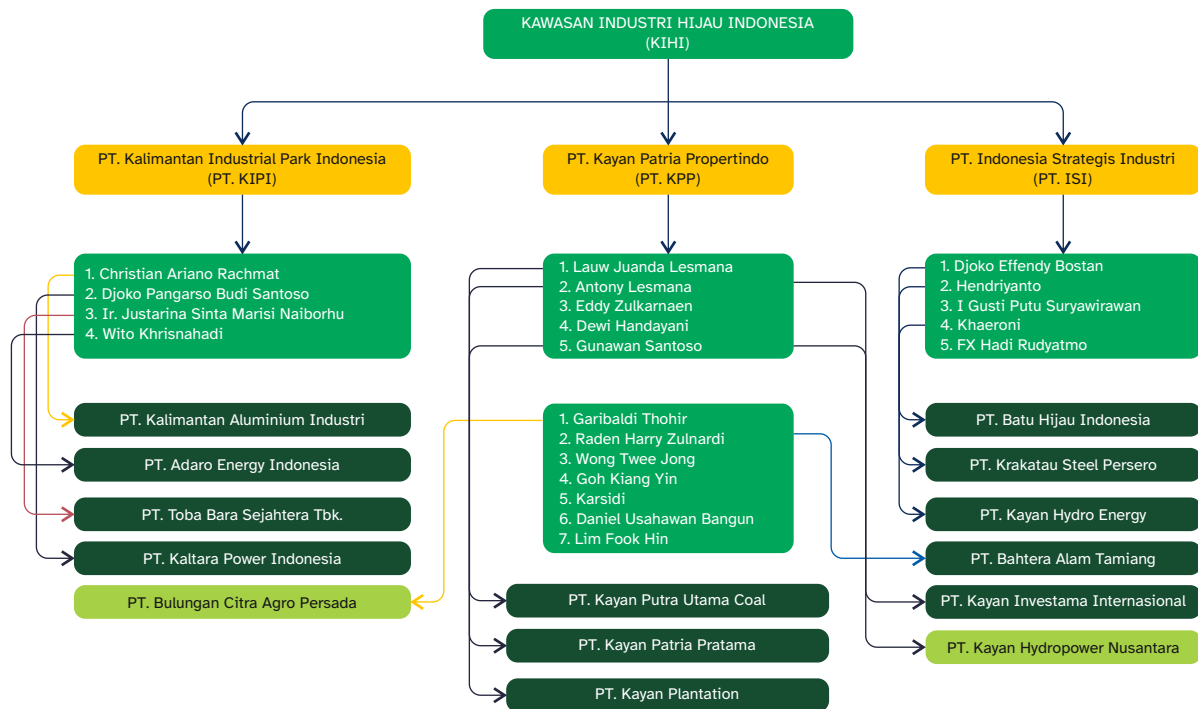 KAWASAN INDUSTRI HIJAU INDONESIA
(KIHI)
PT. Kalimantan Industrial Park Indonesia
(PT. KIPI)
PT. Kayan Patria Propertindo
(PT. KPP)
PT. Indonesia Strategis Industri
(PT. ISI)
1. Christian Ariano Rachmat
2. Djoko Pangarso Budi Santoso
3. Ir. Justarina Sinta Marisi Naiborhu
4. Wito Khrisnahadi
1. Lauw Juanda Lesmana
2. Antony Lesmana
3. Eddy Zulkarnaen
4. Dewi Handayani
5. Gunawan Santoso
1. Djoko Effendy Bostan
2. Hendriyanto
3. I Gusti Putu Suryawirawan
4. Khaeroni
5. FX Hadi Rudyatmo
PT. Kalimantan Aluminium Industri
PT. Adaro Energy Indonesia
PT. Toba Bara Sejahtera Tbk.
PT. Kaltara Power Indonesia
PT. Bulungan Citra Agro Persada
1. Garibaldi Thohir
2. Raden Harry Zulnardi
3. Wong Twee Jong
4. Goh Kiang Yin
5. Karsidi
6. Daniel Usahawan Bangun
7. Lim Fook Hin
PT. Kayan Putra Utama Coal
PT. Kayan Patria Pratama
PT. Kayan Plantation
PT. Batu Hijau Indonesia
PT. Krakatau Steel Persero
PT. Kayan Hydro Energy
PT. Bahtera Alam Tamiang
PT. Kayan Investama Internasional
PT. Kayan Hydropower Nusantara